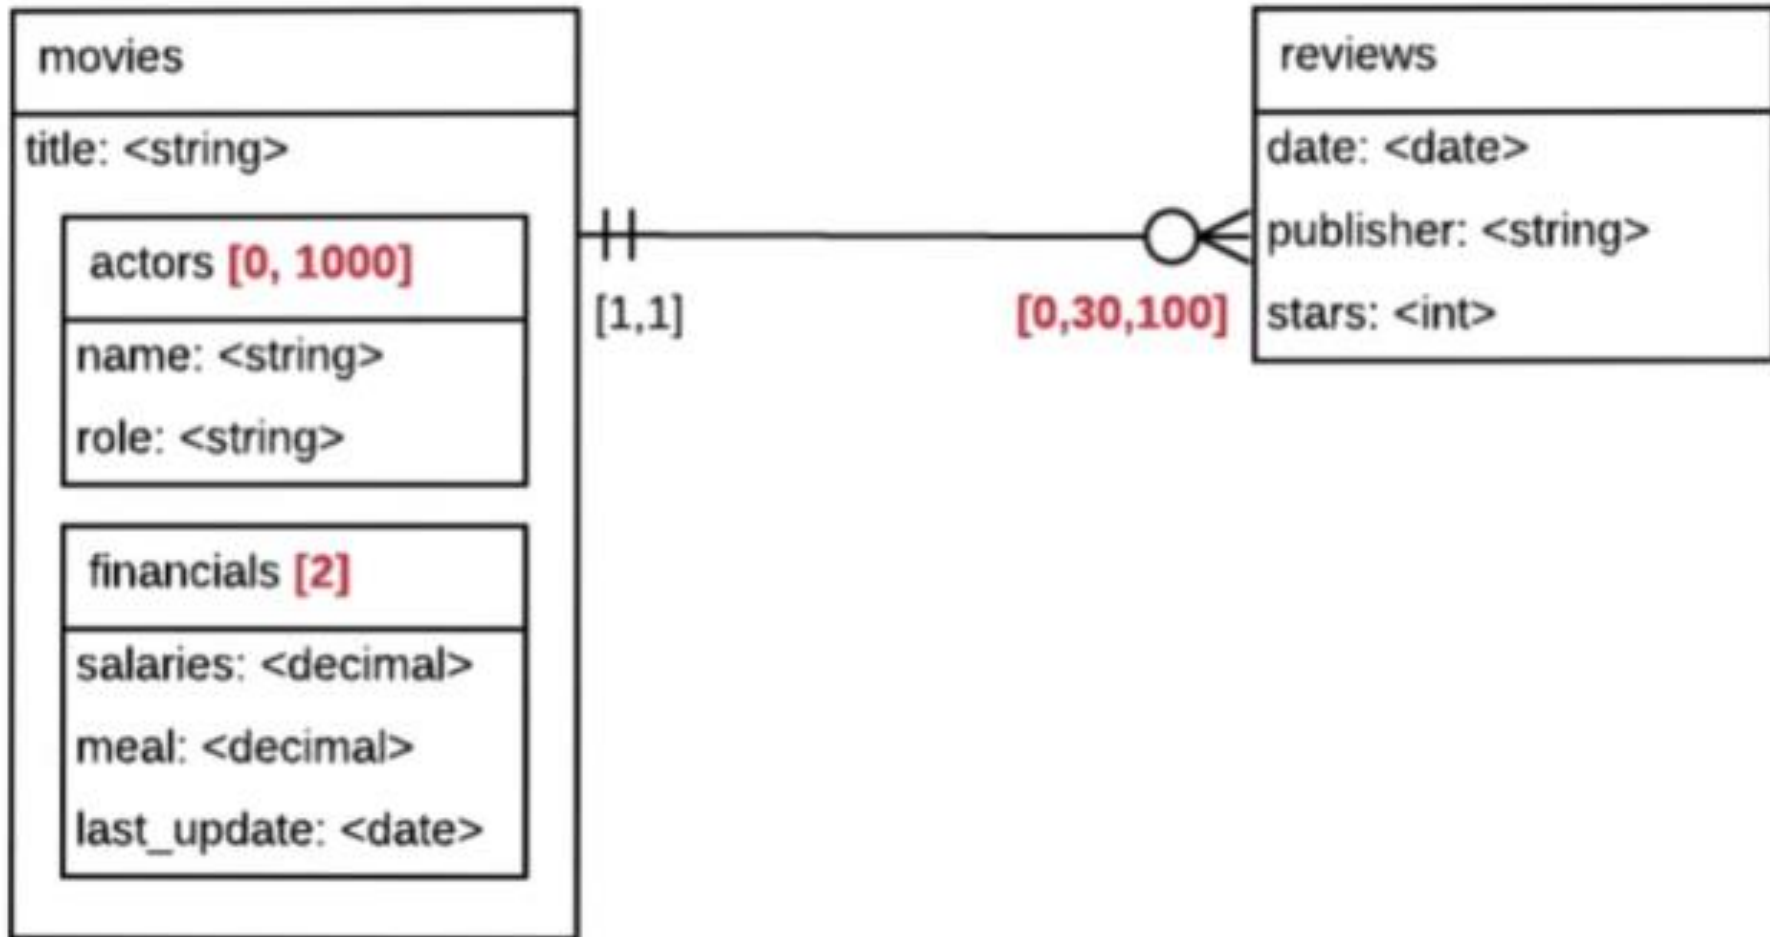 movies
title: <string>
actors [0, 1000]
name: <string>
role: <string>
financials [2]
salaries: <decimal>
meal: <decimal>
last_update: <date>
[1,1]
[0,30,100]
reviews
date: <date>
publisher: <string>
stars: <int>